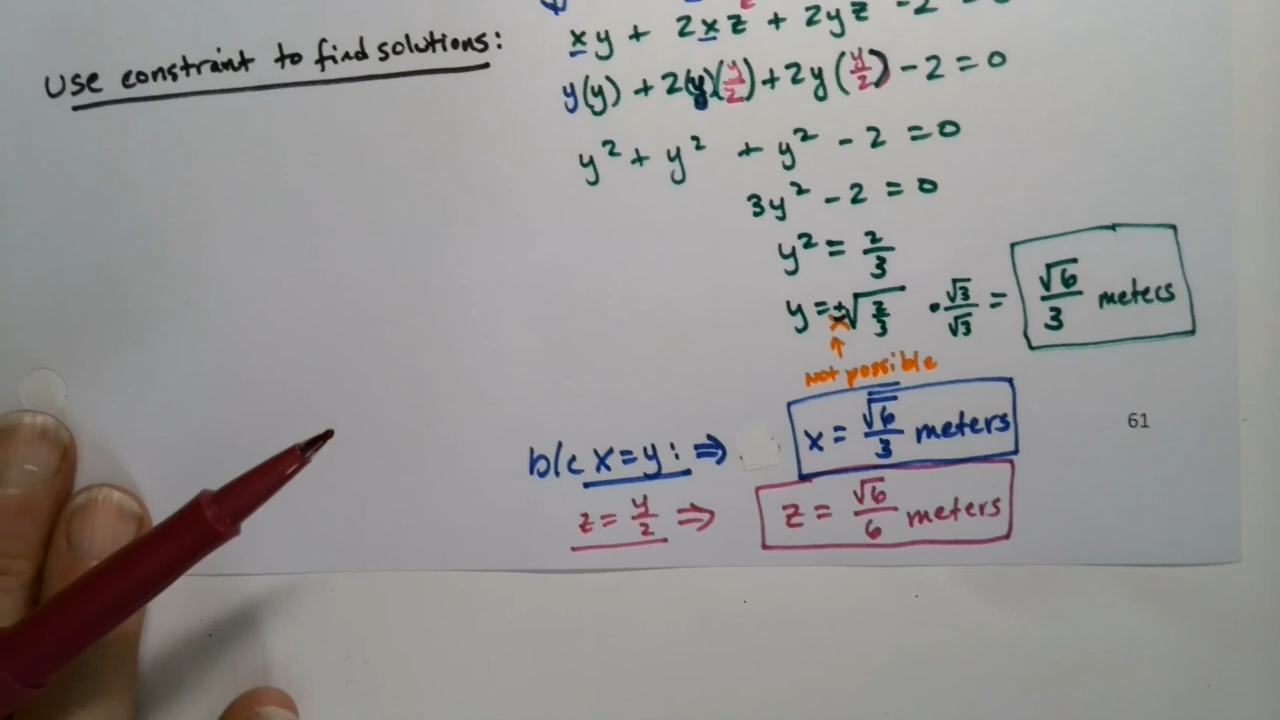 xy + 2xz + 2yz - 2 = 0
Use constraint to find solutions:
y(y) + 2(y)(y/2) + 2y(y/2) - 2 = 0
y² + y² + y² - 2 = 0
3y² - 2 = 0
y² = 2/3
y = ±√(2/3) · √3/√3 = √6/3 meters
Not possible
b/c x=y: ⇒ x = √6/3 meters
z = y/2 ⇒ z = √6/6 meters
61